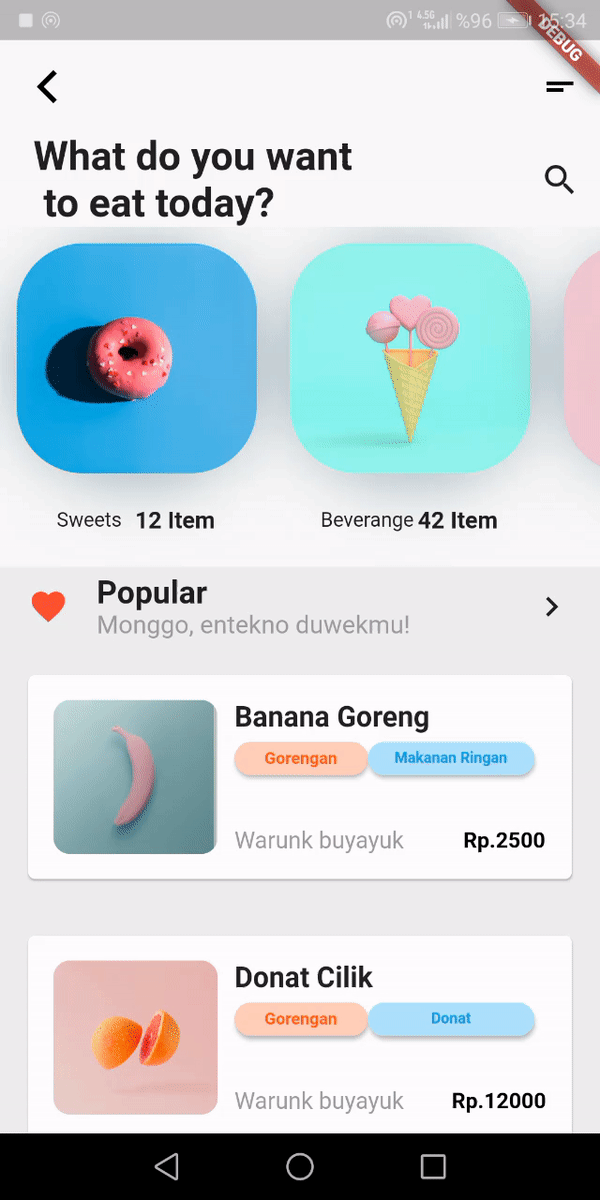 1 4.5G %96 15:34
DEBUG
What do you want
to eat today?
Sweets 12 Item
Beverange 42 Item
Popular
Monggo, entekno duwekmu!
Banana Goreng
Gorengan Makanan Ringan
Warunk buyayuk Rp.2500
Donat Cilik
Gorengan Donat
Warunk buyayuk Rp.12000